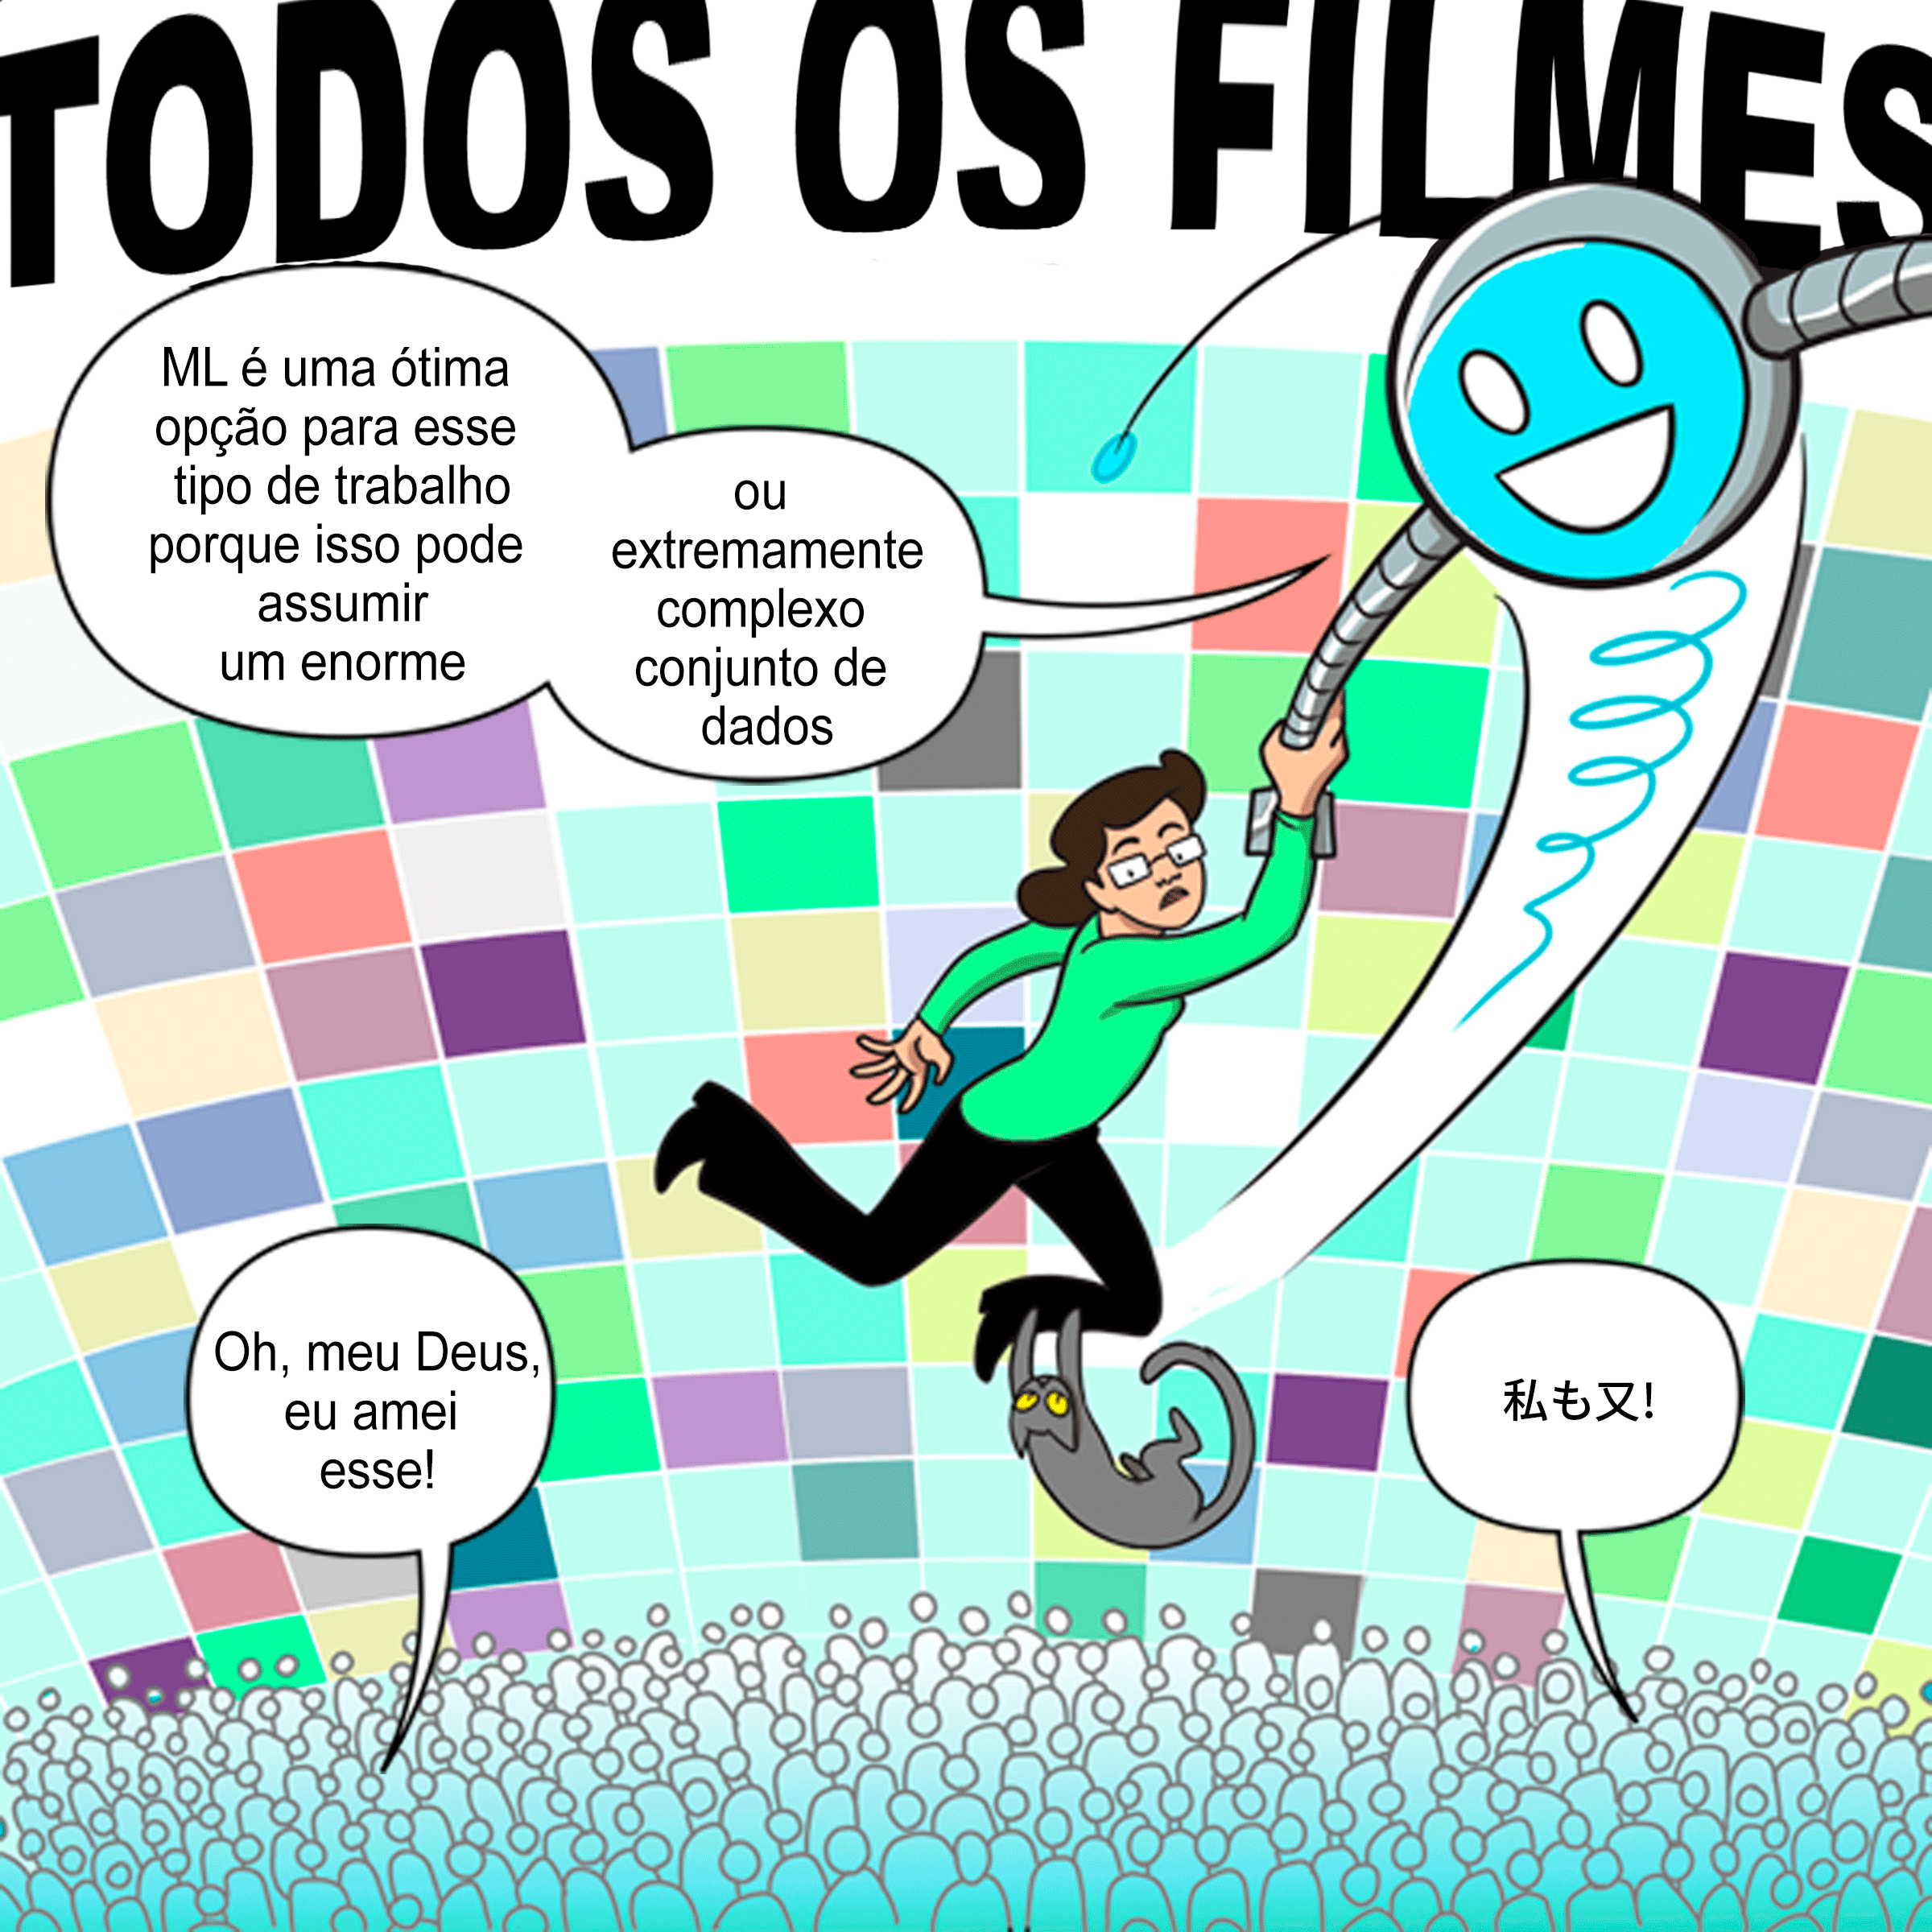 TODOS OS FILMES
ML é uma ótima
opção para esse
tipo de trabalho
porque isso pode
assumir
um enorme
ou
extremamente
complexo
conjunto de
dados
Oh, meu Deus,
eu amei
esse!
私も又!